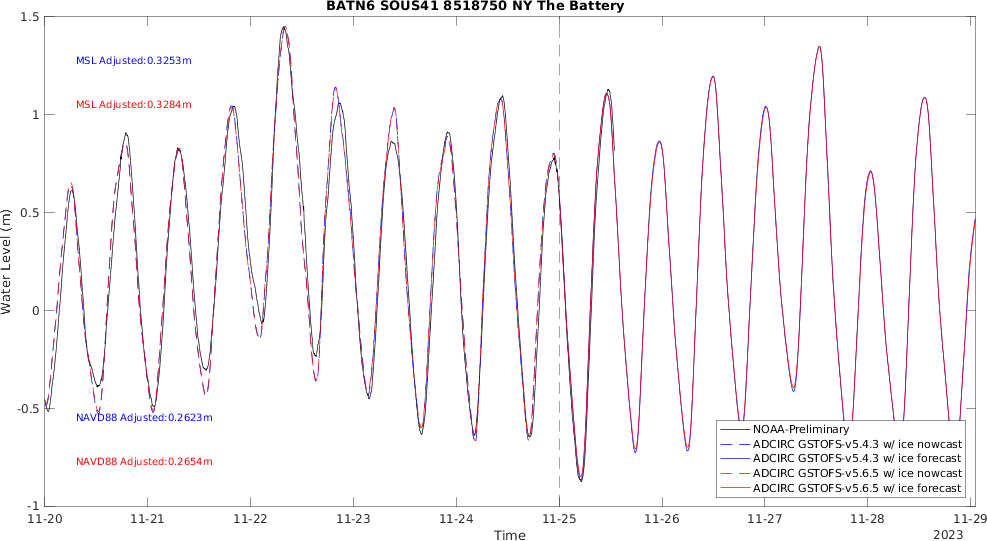 BATN6 SOUS41 8518750 NY The Battery
Water Level (m)
1.5
1
0.5
0
-0.5
-1
MSL Adjusted:0.3253m
MSL Adjusted:0.3284m
NAVD88 Adjusted:0.2623m
NAVD88 Adjusted:0.2654m
NOAA-Preliminary
ADCIRC GSTOFS-v5.4.3 w/ ice nowcast
ADCIRC GSTOFS-v5.4.3 w/ ice forecast
ADCIRC GSTOFS-v5.6.5 w/ ice nowcast
ADCIRC GSTOFS-v5.6.5 w/ ice forecast
11-20 11-21 11-22 11-23 11-24 11-25 11-26 11-27 11-28 11-29
Time
2023